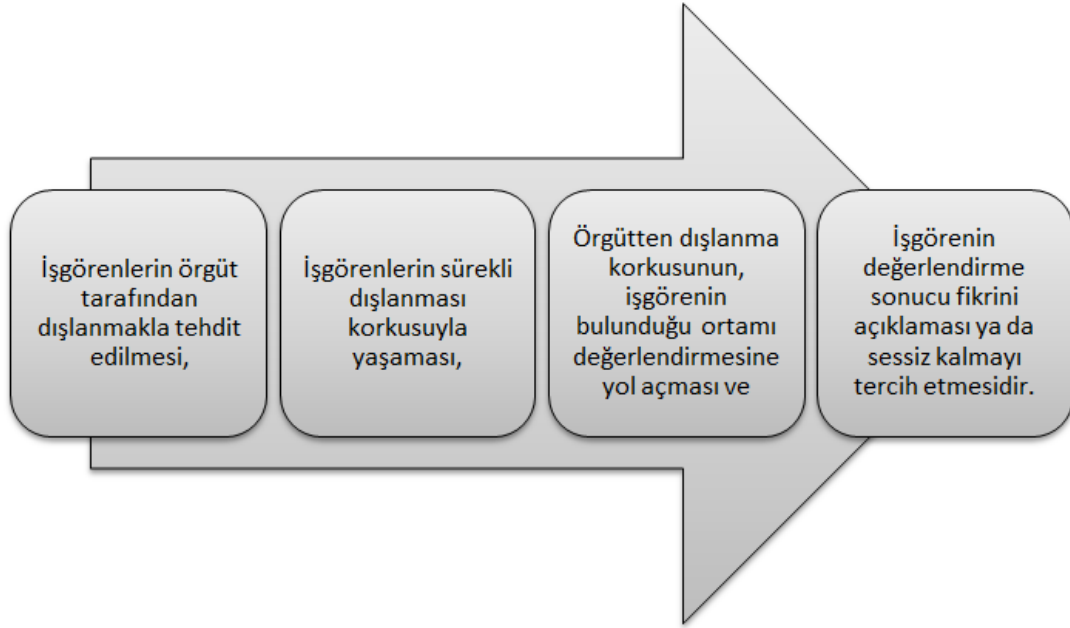 İşgörenlerin örgüt
tarafından
dışlanmakla tehdit
edilmesi,
İşgörenlerin sürekli
dışlanması
korkusuyla
yaşaması,
Örgütten dışlanma
korkusunun,
işgörenin
bulunduğu ortamı
değerlendirmesine
yol açması ve
İşgörenin
değerlendirme
sonucu fikrini
açıklaması ya da
sessiz kalmayı
tercih etmesidir.